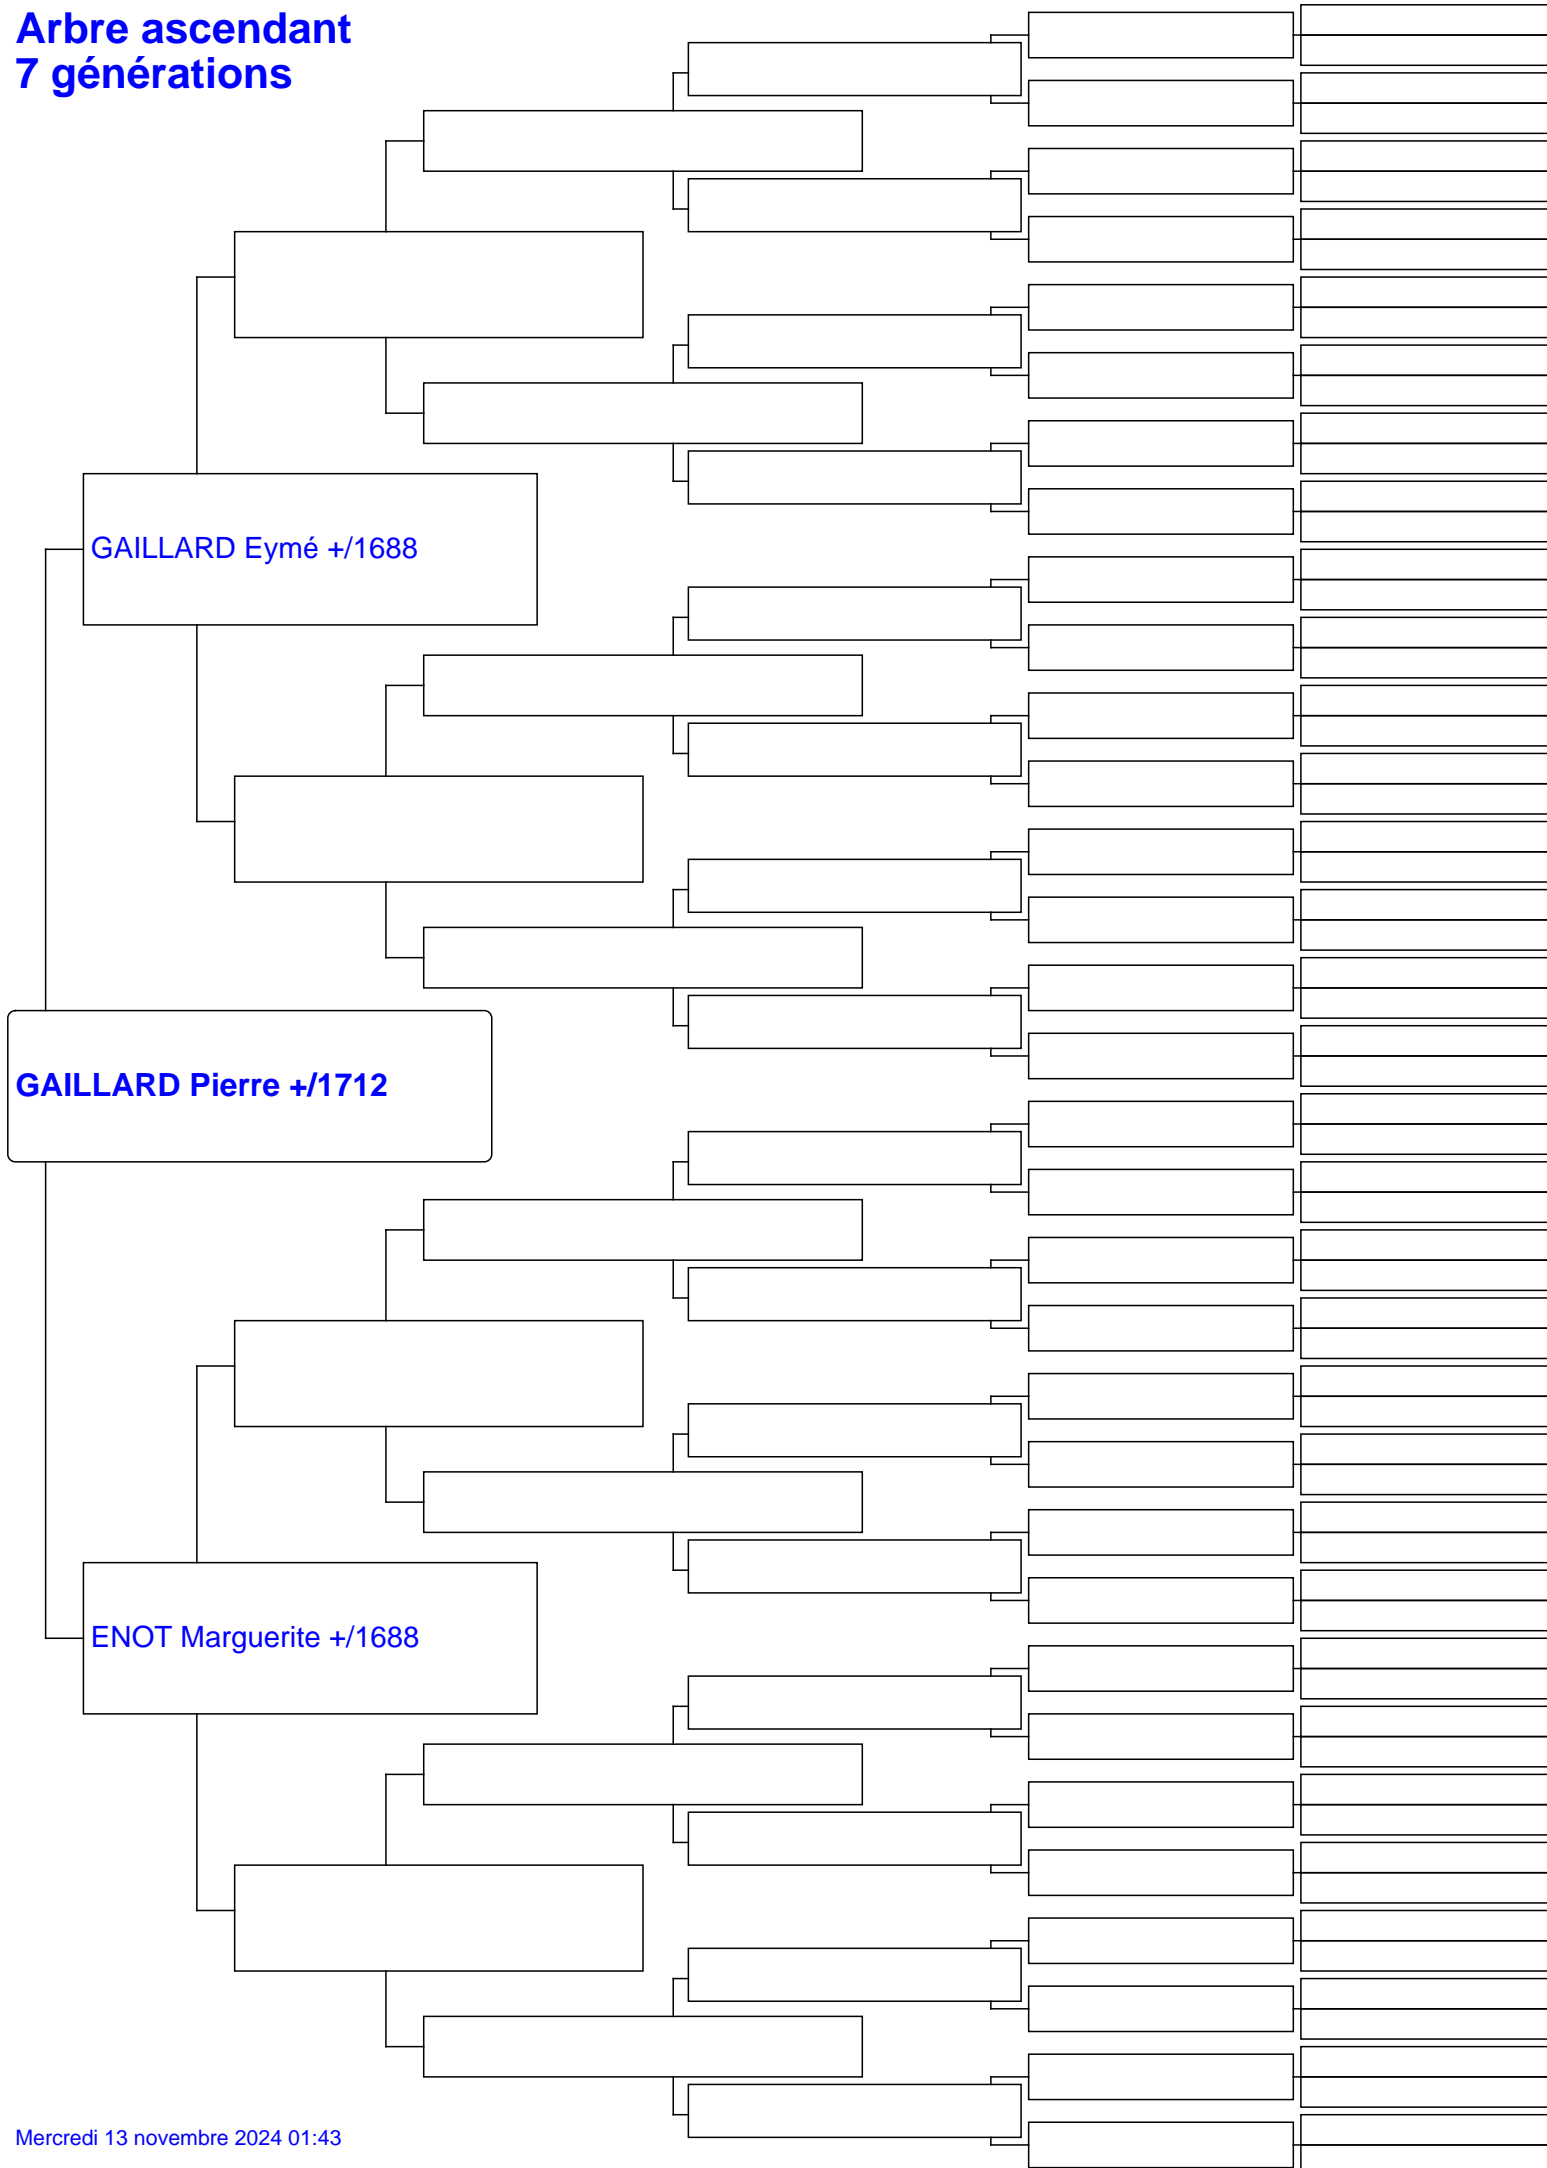 Arbre ascendant
7 générations
GAILLARD Eymé +/1688
GAILLARD Pierre +/1712
ENOT Marguerite +/1688
Mercredi 13 novembre 2024 01:43